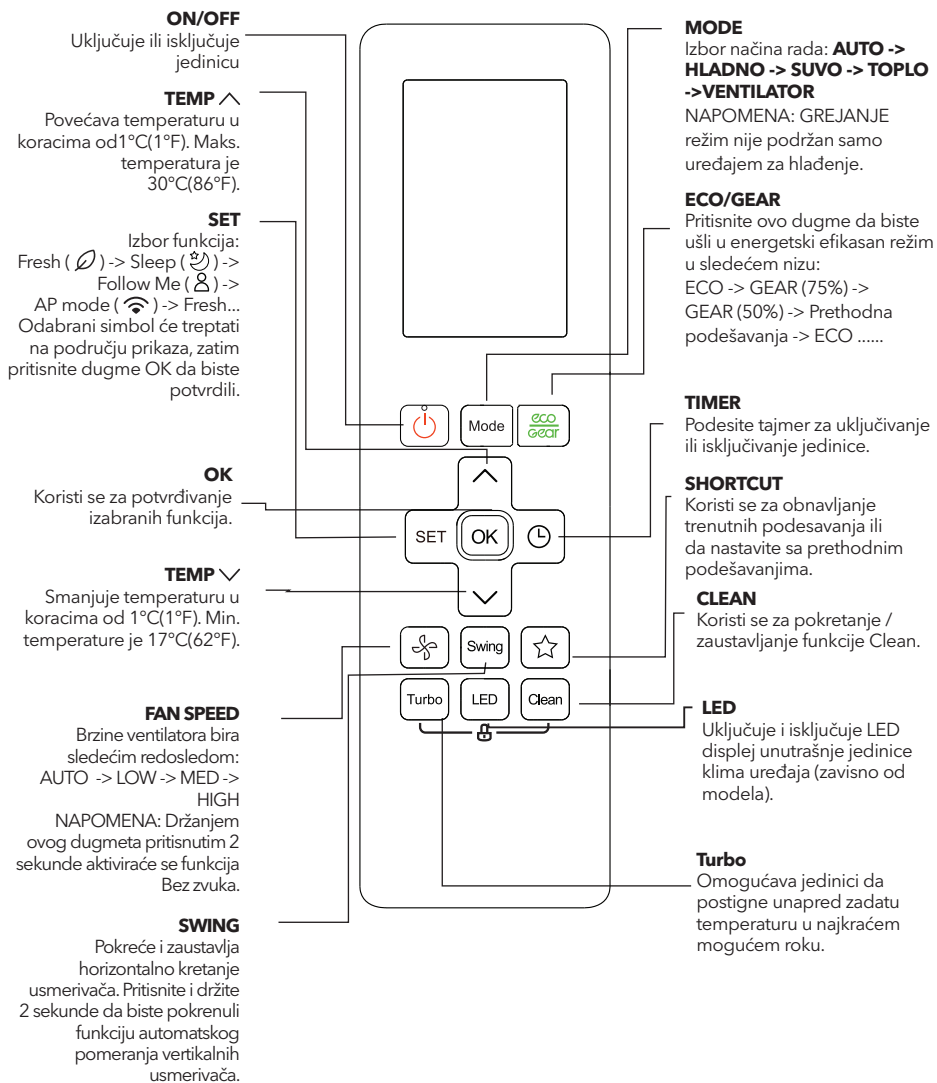 ON/OFF
Uključuje ili isključuje
jedinicu
TEMP
Povećava temperaturu u
koracima od1°C(1°F). Maks.
temperatura je
30°C(86°F).
SET
Izbor funkcija:
Fresh ( ) -> Sleep ( ) ->
Follow Me ( ) ->
AP mode ( ) -> Fresh...
Odabrani simbol će treptati
na području prikaza, zatim
pritisnite dugme OK da biste
potvrdili.
OK
Koristi se za potvrđivanje
izabranih funkcija.
TEMP
Smanjuje temperaturu u
koracima od 1°C(1°F). Min.
temperature je 17°C(62°F).
FAN SPEED
Brzine ventilatora bira
sledećim redosledom:
AUTO -> LOW -> MED ->
HIGH
NAPOMENA: Držanjem
ovog dugmeta pritisnutim 2
sekunde aktiviraće se funkcija
Bez zvuka.
SWING
Pokreće i zaustavlja
horizontalno kretanje
usmerivača. Pritisnite i držite
2 sekunde da biste pokrenuli
funkciju automatskog
pomeranja vertikalnih
usmerivača.
Mode
eco
Gear
SET
OK
Swing
Turbo
LED
Clean
MODE
Izbor načina rada: AUTO ->
HLADNO -> SUVO -> TOPLO
->VENTILATOR
NAPOMENA: GREJANJE
režim nije podržan samo
uređajem za hlađenje.
ECO/GEAR
Pritisnite ovo dugme da biste
ušli u energetski efikasan režim
u sledećem nizu:
ECO -> GEAR (75%) ->
GEAR (50%) -> Prethodna
podešavanja -> ECO ......
TIMER
Podesite tajmer za uključivanje
ili isključivanje jedinice.
SHORTCUT
Koristi se za obnavljanje
trenutnih podesavanja ili
da nastavite sa prethodnim
podešavanjima.
CLEAN
Koristi se za pokretanje /
zaustavljanje funkcije Clean.
LED
Uključuje i isključuje LED
displej unutrašnje jedinice
klima uređaja (zavisno od
modela).
Turbo
Omogućava jedinici da
postigne unapred zadatu
temperaturu u najkraćem
mogućem roku.